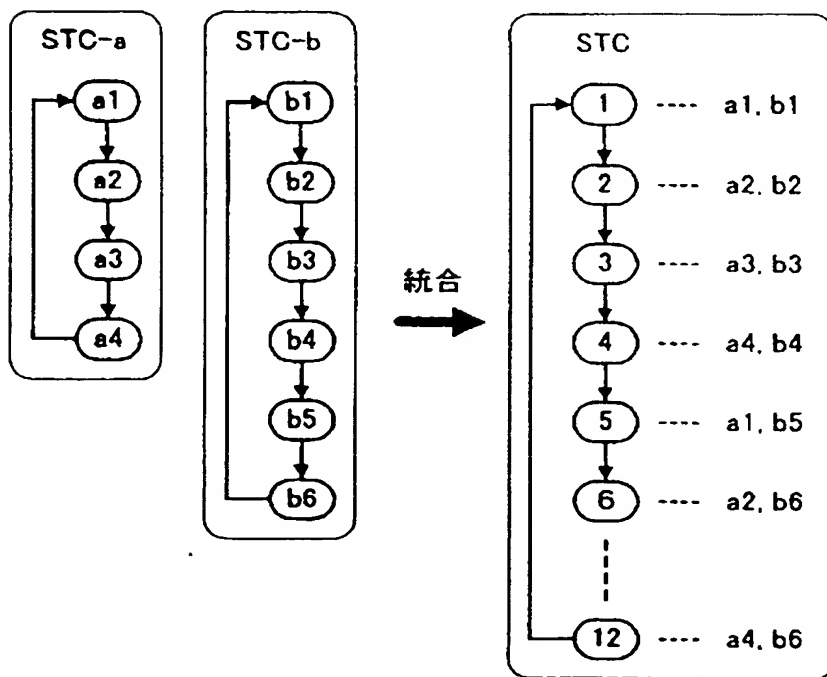 STC-a
a1
a2
a3
a4
STC-b
b1
b2
b3
b4
b5
b6
統合
STC
1 ---- a1, b1
2 ---- a2, b2
3 ---- a3, b3
4 ---- a4, b4
5 ---- a1, b5
6 ---- a2, b6
12 ---- a4, b6